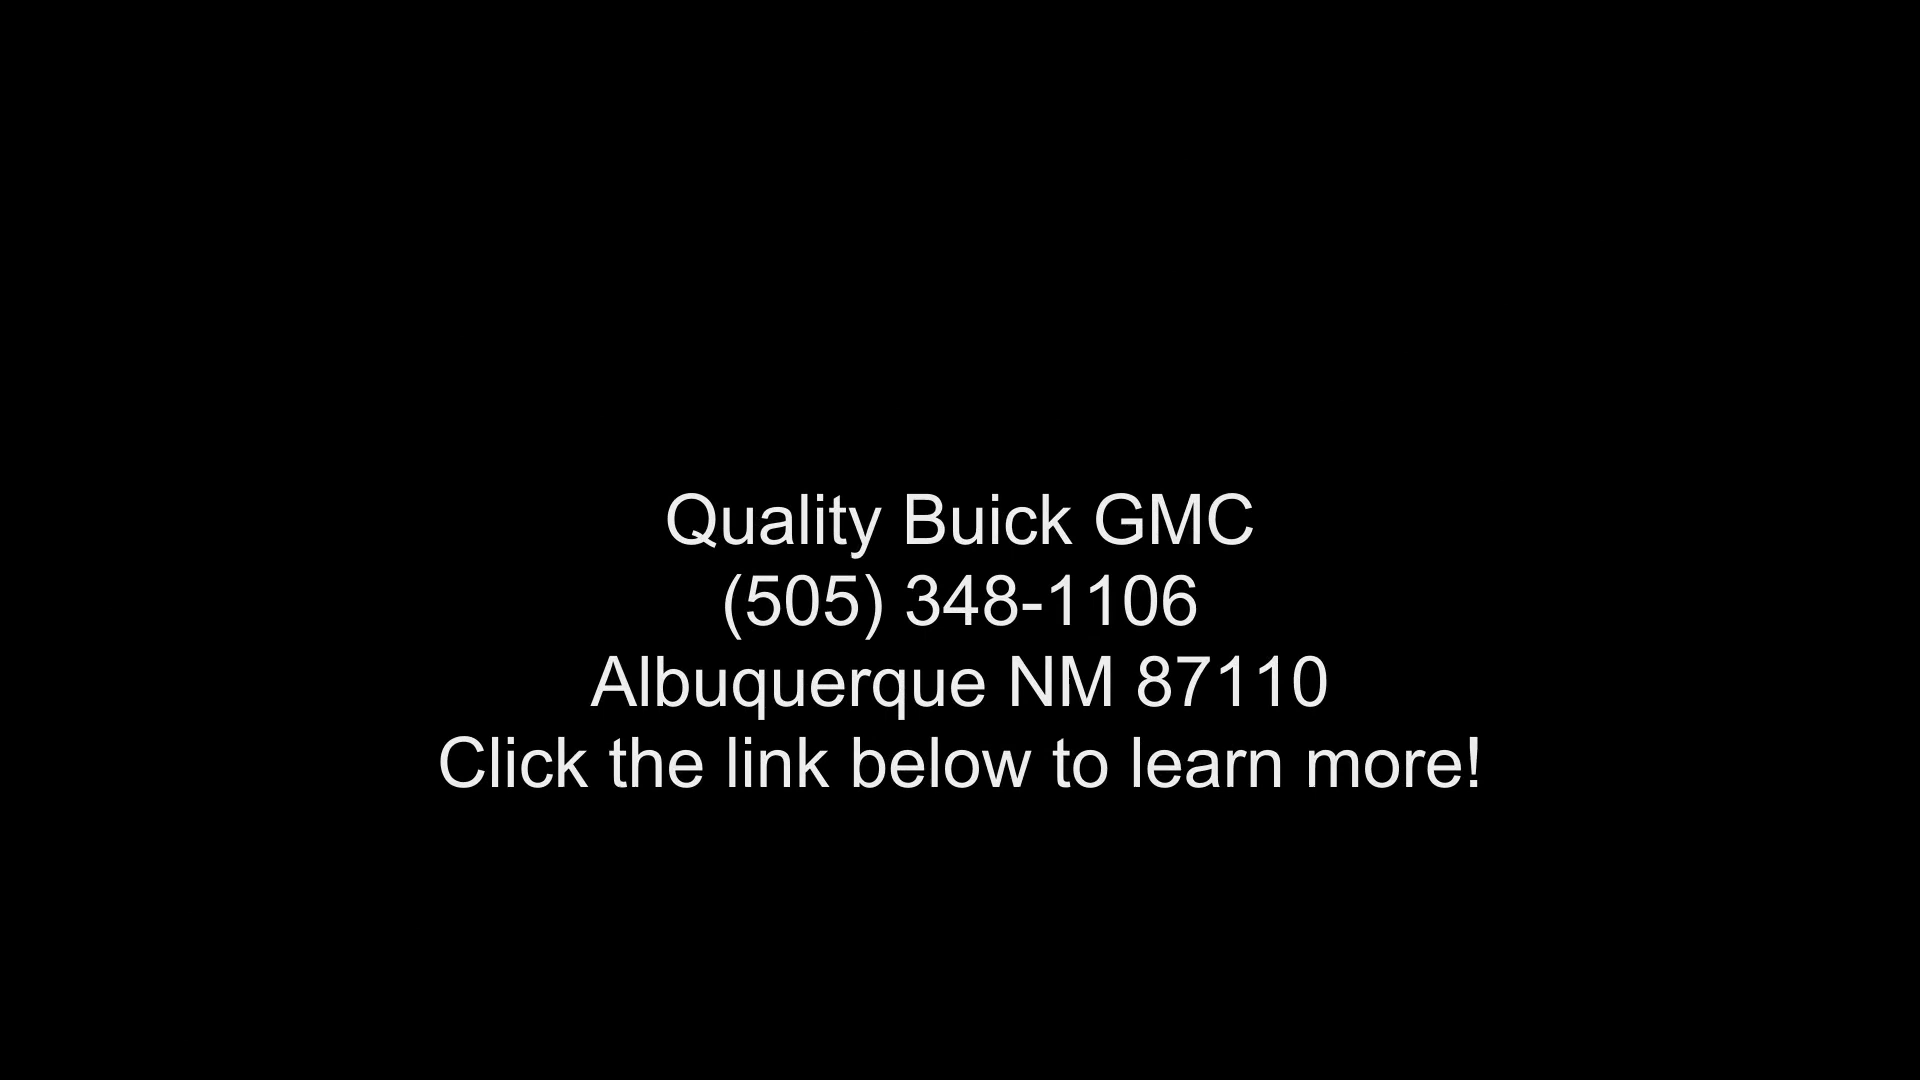 Quality Buick GMC
(505) 348-1106
Albuquerque NM 87110
Click the link below to learn more!